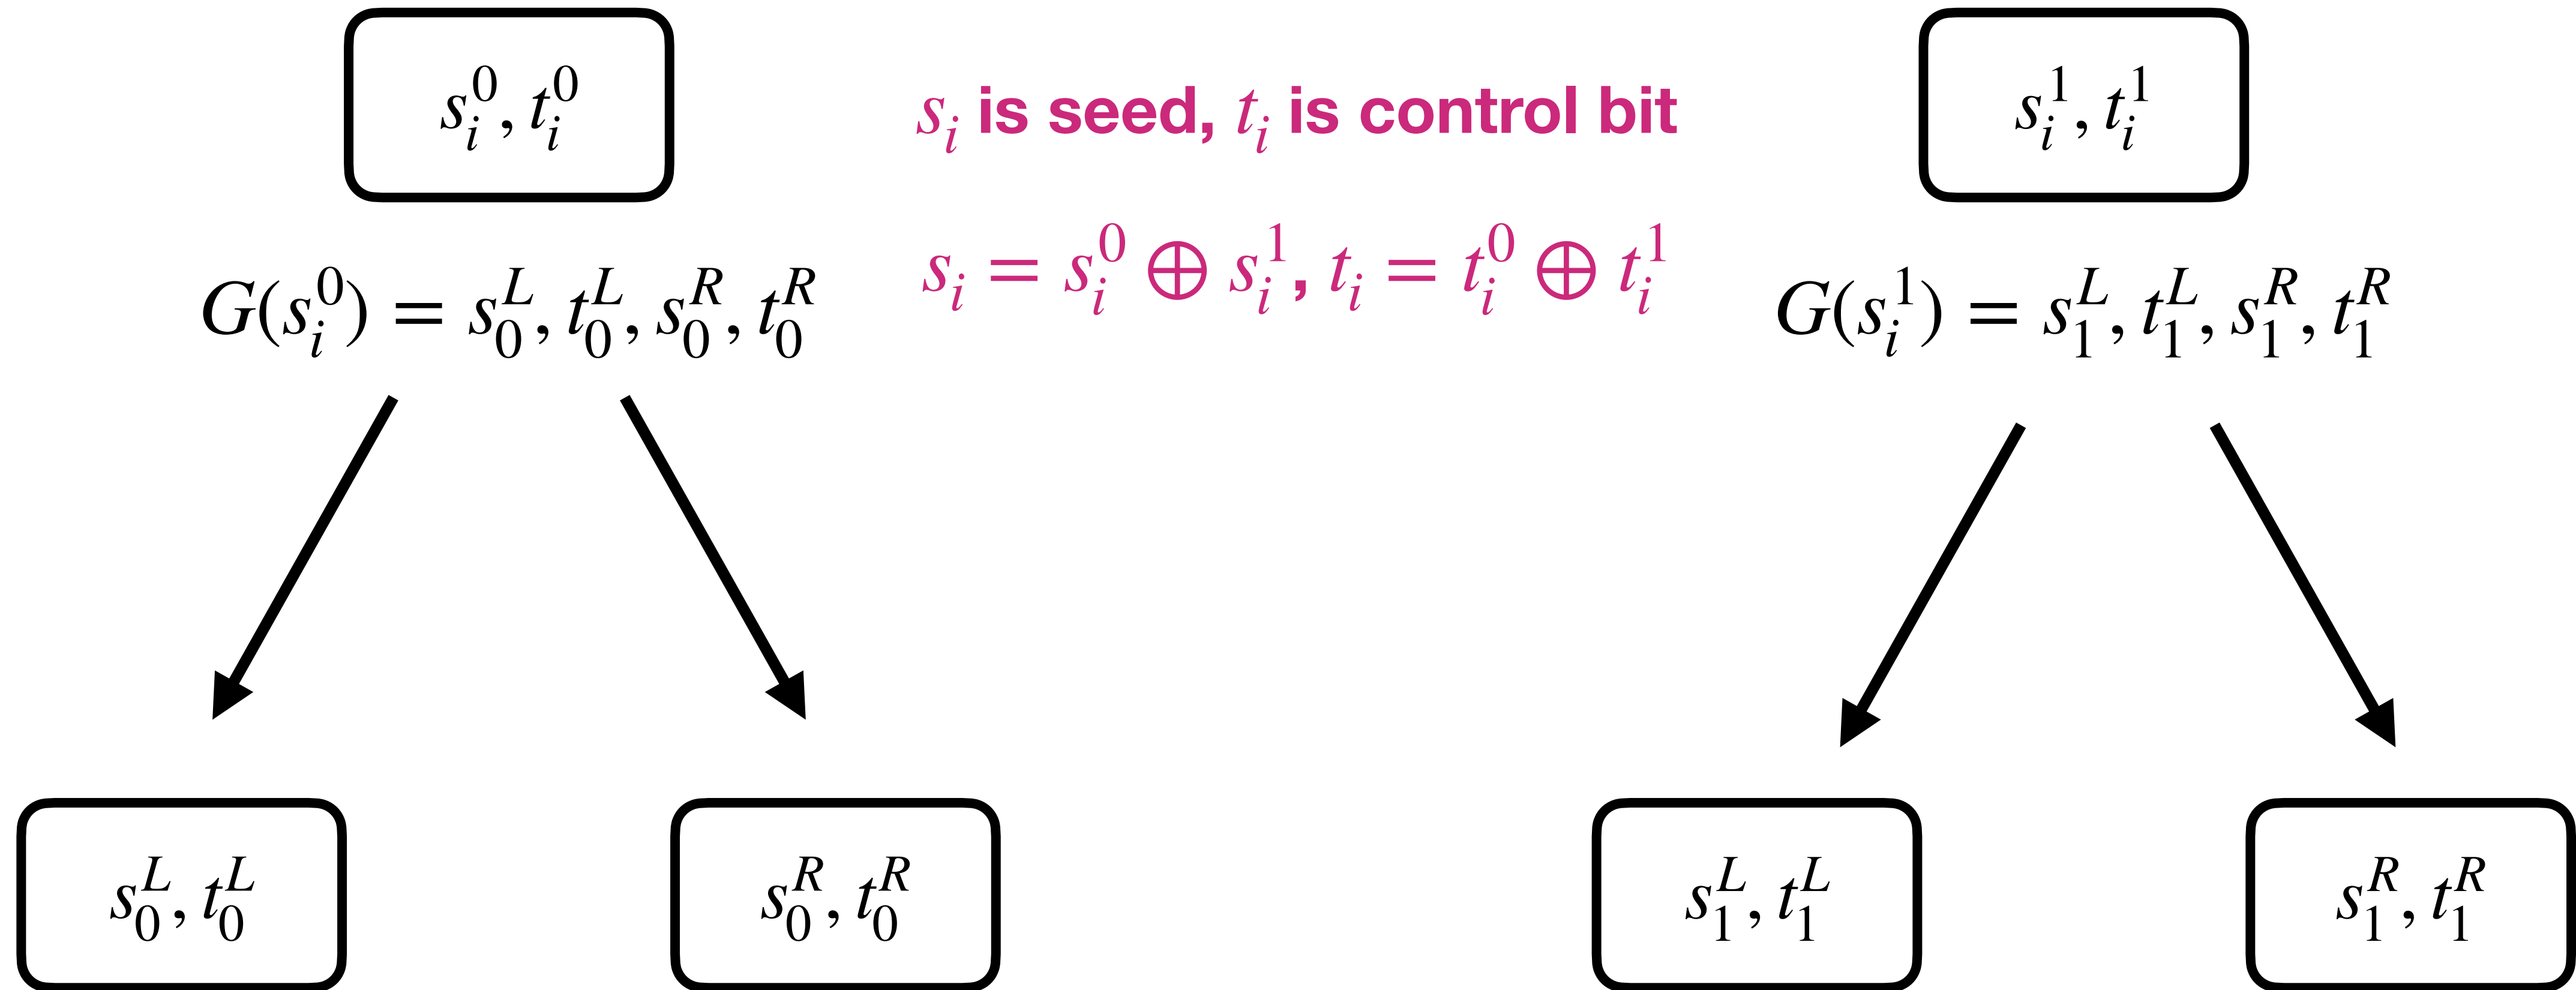 $s_i^0, t_i^0$
$s_i$ is seed, $t_i$ is control bit
$s_i = s_i^0 \oplus s_i^1, t_i = t_i^0 \oplus t_i^1$
$s_i^1, t_i^1$
$G(s_i^0) = s_0^L, t_0^L, s_0^R, t_0^R$
$G(s_i^1) = s_1^L, t_1^L, s_1^R, t_1^R$
$s_0^L, t_0^L$
$s_0^R, t_0^R$
$s_1^L, t_1^L$
$s_1^R, t_1^R$